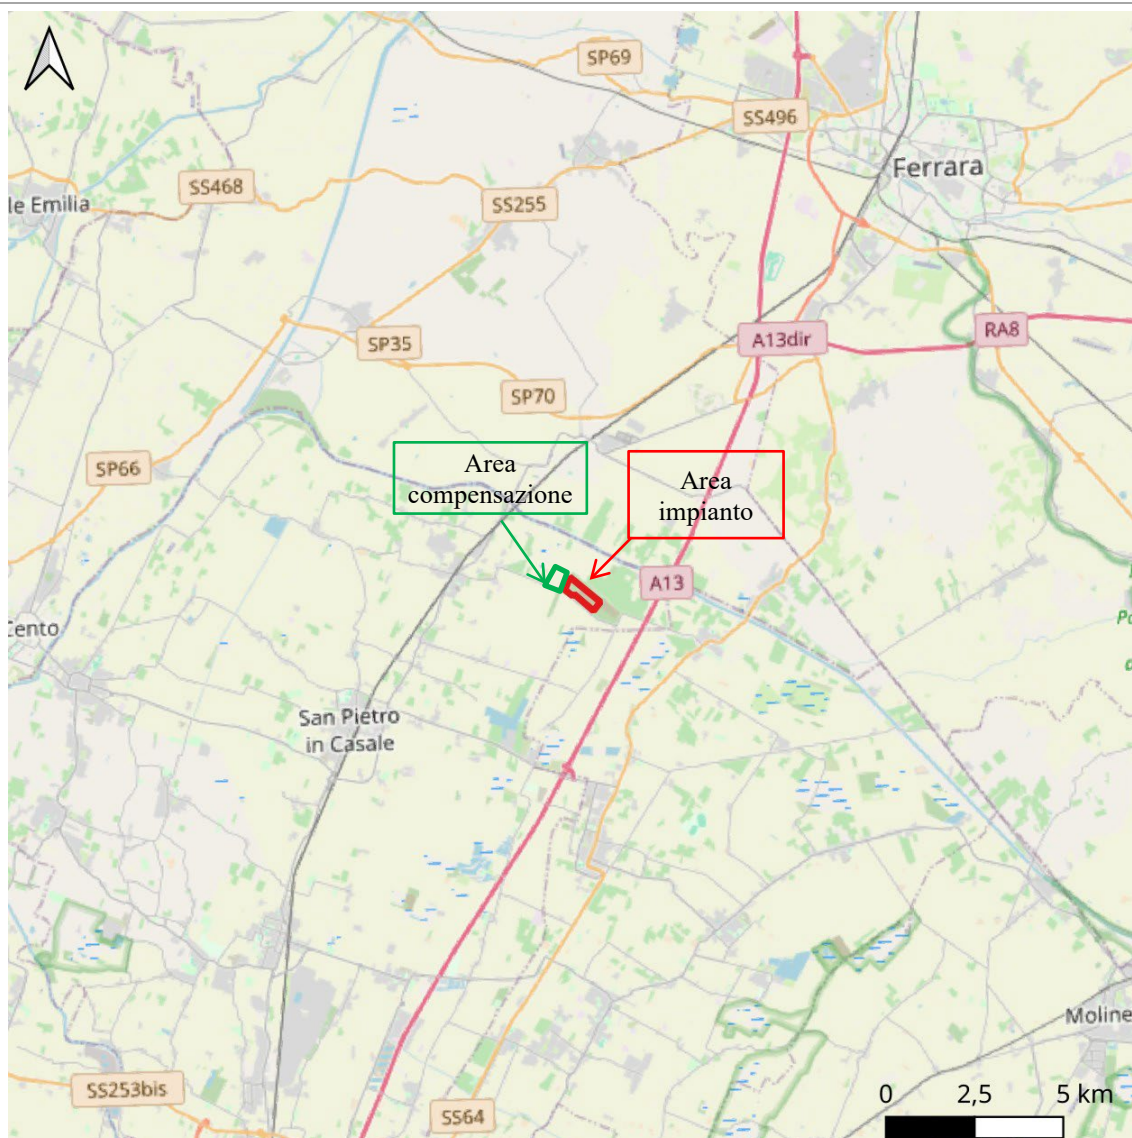 SP69
SS496
Ferrara
SS468
le Emilia
SS255
A13dir
RA8
SP35
SP70
SP66
Area
compensazione
Area
impianto
A13
Cento
San Pietro
in Casale
Moline
SS253bis
SS64
0 2,5 5 km